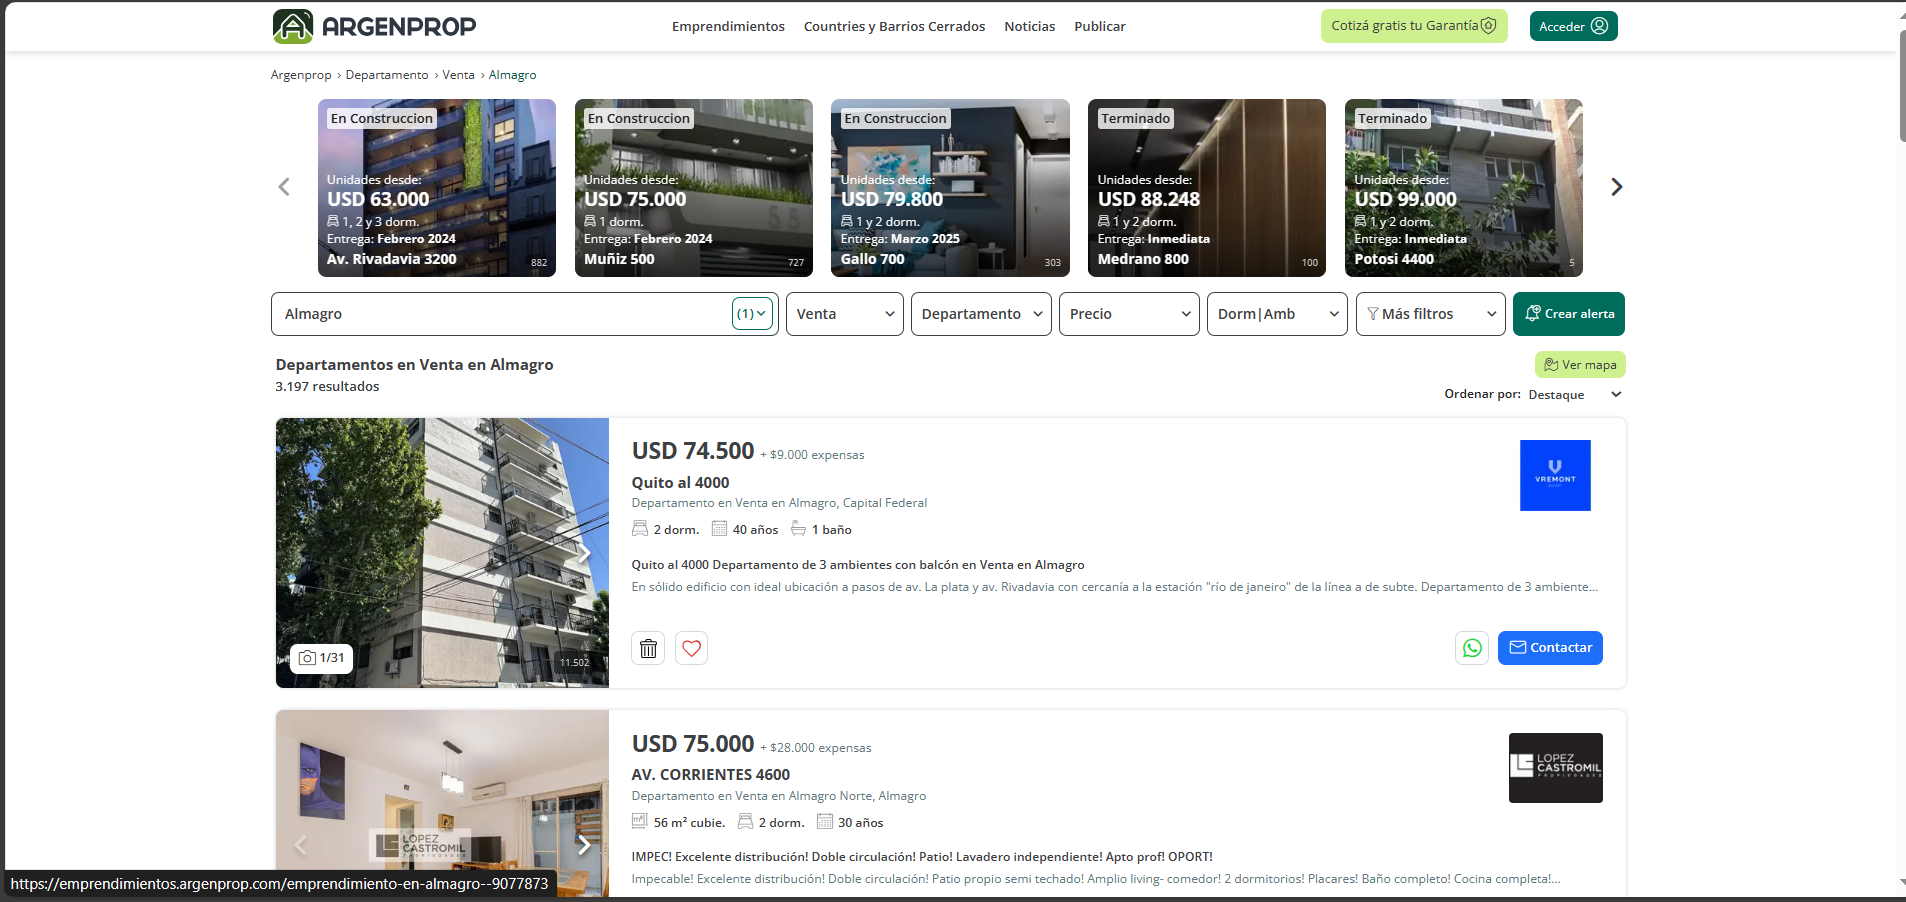 ARGENPROP
Emprendimientos
Countries y Barrios Cerrados
Noticias
Publicar
Cotizá gratis tu Garantía
Acceder
Argenprop › Departamento › Venta › Almagro
En Construccion
Unidades desde:
USD 63.000
1, 2 y 3 dorm.
Entrega: Febrero 2024
Av. Rivadavia 3200
882
En Construccion
Unidades desde:
USD 75.000
1 dorm.
Entrega: Febrero 2024
Muñiz 500
727
En Construccion
Unidades desde:
USD 79.800
1 y 2 dorm.
Entrega: Marzo 2025
Gallo 700
303
Terminado
Unidades desde:
USD 88.248
1 y 2 dorm.
Entrega: Inmediata
Medrano 800
100
Terminado
Unidades desde:
USD 99.000
1 y 2 dorm.
Entrega: Inmediata
Potosi 4400
5
Almagro
(1)
Venta
Departamento
Precio
Dorm|Amb
Más filtros
Crear alerta
Departamentos en Venta en Almagro
3.197 resultados
Ver mapa
Ordenar por: Destaque
USD 74.500 + $9.000 expensas
Quito al 4000
Departamento en Venta en Almagro, Capital Federal
2 dorm. 40 años 1 baño
Quito al 4000 Departamento de 3 ambientes con balcón en Venta en Almagro
En sólido edificio con ideal ubicación a pasos de av. La plata y av. Rivadavia con cercanía a la estación "río de janeiro" de la línea a de subte. Departamento de 3 ambiente...
VREMONT
1/31
11.502
Contactar
USD 75.000 + $28.000 expensas
AV. CORRIENTES 4600
Departamento en Venta en Almagro Norte, Almagro
56 m² cubie. 2 dorm. 30 años
IMPEC! Excelente distribución! Doble circulación! Patio! Lavadero independiente! Apto prof! OPORT!
Impecable! Excelente distribución! Doble circulación! Patio propio semi techado! Amplio living- comedor! 2 dormitorios! Placares! Baño completo! Cocina completa!...
LOPEZ
CASTROMIL
PROPIEDADES
LOPEZ
CASTROMIL
PROPIEDADES
https://emprendimientos.argenprop.com/emprendimiento-en-almagro--9077873